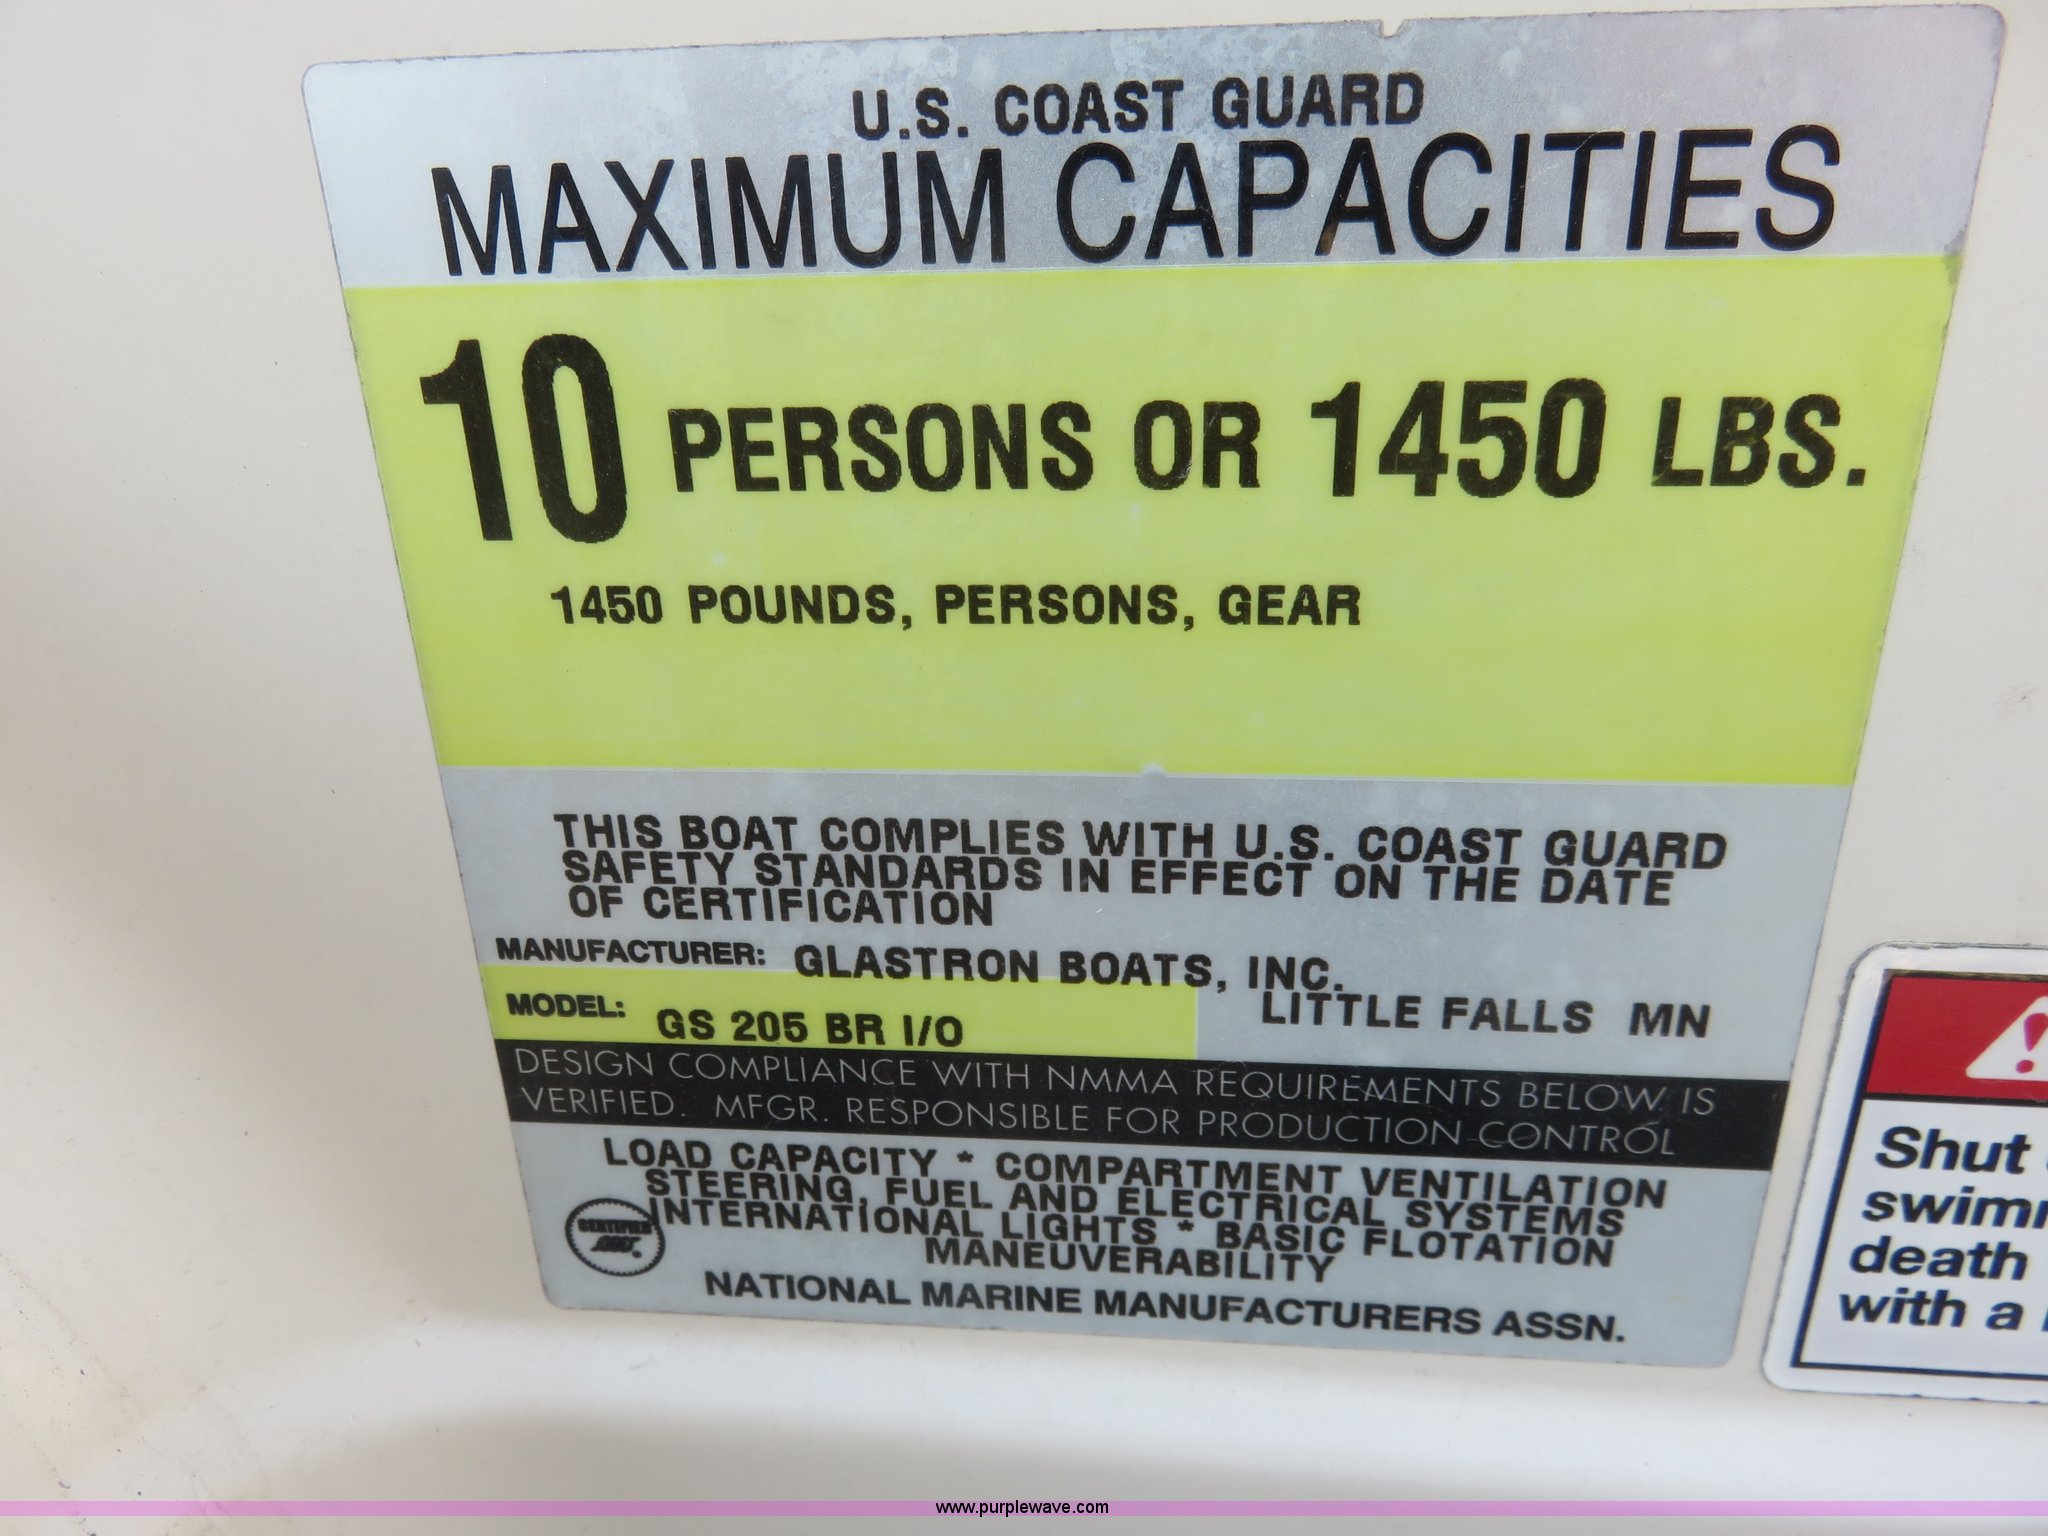 U.S. COAST GUARD
MAXIMUM CAPACITIES
10 PERSONS OR 1450 LBS.
1450 POUNDS, PERSONS, GEAR
THIS BOAT COMPLIES WITH U.S. COAST GUARD
SAFETY STANDARDS IN EFFECT ON THE DATE
OF CERTIFICATION
MANUFACTURER: GLASTRON BOATS, INC.
LITTLE FALLS MN
MODEL: GS 205 BR I/O
DESIGN COMPLIANCE WITH NMMA REQUIREMENTS BELOW IS
VERIFIED. MFGR. RESPONSIBLE FOR PRODUCTION CONTROL
LOAD CAPACITY * COMPARTMENT VENTILATION
STEERING, FUEL AND ELECTRICAL SYSTEMS
INTERNATIONAL LIGHTS * BASIC FLOTATION
MANEUVERABILITY
CERTIFIED
NATIONAL MARINE MANUFACTURERS ASSN.
Shut
swim
death
with a
www.purplewave.com